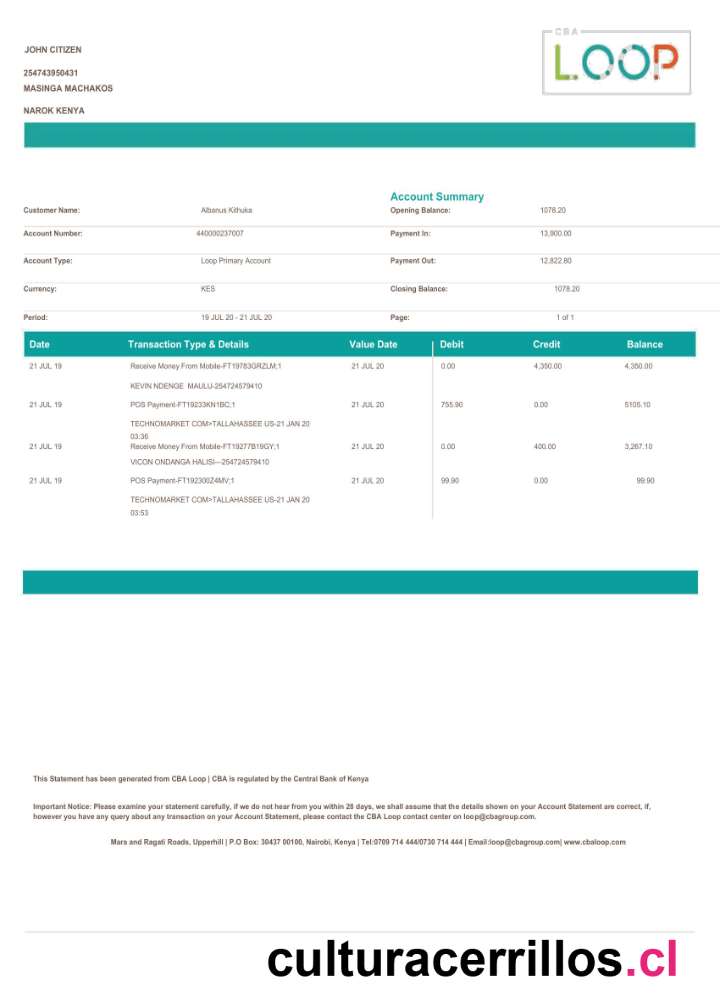 CBA
LOOP
JOHN CITIZEN
254743950431
MASINGA MACHAKOS
NAROK KENYA
Account Summary
Customer Name: Albanus Kithuka Opening Balance: 1078.20
Account Number: 440000237007 Payment In: 13,900.00
Account Type: Loop Primary Account Payment Out: 12,822.80
Currency: KES Closing Balance: 1078.20
Period: 19 JUL 20 - 21 JUL 20 Page: 1 of 1
Date Transaction Type & Details Value Date Debit Credit Balance
21 JUL 19 Receive Money From Mobile-FT19783GRZLM;1 21 JUL 20 0.00 4,350.00 4,350.00
KEVIN NDENGE MAULU-254724579410
21 JUL 19 POS Payment-FT19233KN1BC;1 21 JUL 20 755.90 0.00 5105.10
TECHNOMARKET COM>TALLAHASSEE US-21 JAN 20
03:36
21 JUL 19 Receive Money From Mobile-FT19277B19GY;1 21 JUL 20 0.00 400.00 3,267.10
VICON ONDANGA HALISI—254724579410
21 JUL 19 POS Payment-FT192300Z4MV;1 21 JUL 20 99.90 0.00 99.90
TECHNOMARKET COM>TALLAHASSEE US-21 JAN 20
03:53
This Statement has been generated from CBA Loop | CBA is regulated by the Central Bank of Kenya
Important Notice: Please examine your statement carefully, if we do not hear from you within 28 days, we shall assume that the details shown on your Account Statement are correct, if,
however you have any query about any transaction on your Account Statement, please contact the CBA Loop contact center on loop@cbagroup.com.
Mara and Ragati Roads, Upperhill | P.O Box: 30437 00100, Nairobi, Kenya | Tel:0709 714 444/0730 714 444 | Email:loop@cbagroup.com| www.cbaloop.com
culturacerrillos.cl